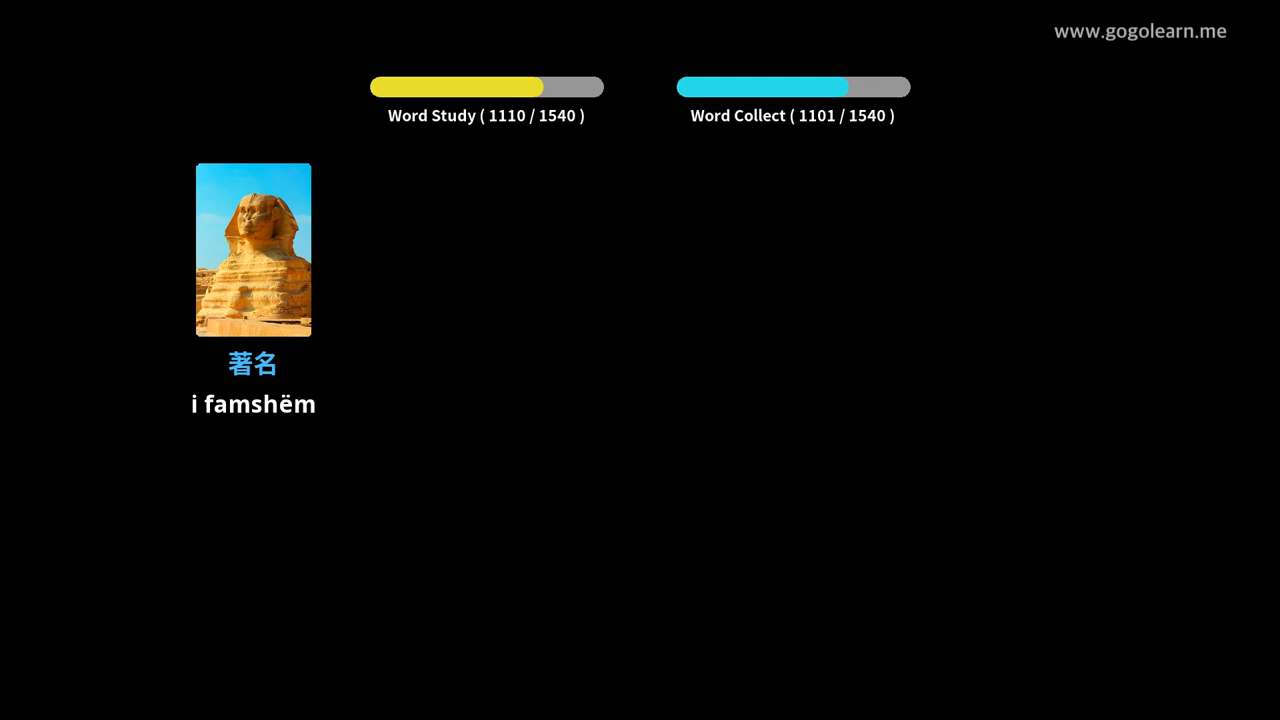 www.gogolearn.me
Word Study ( 1110 / 1540 )
Word Collect ( 1101 / 1540 )
著名
i famshëm